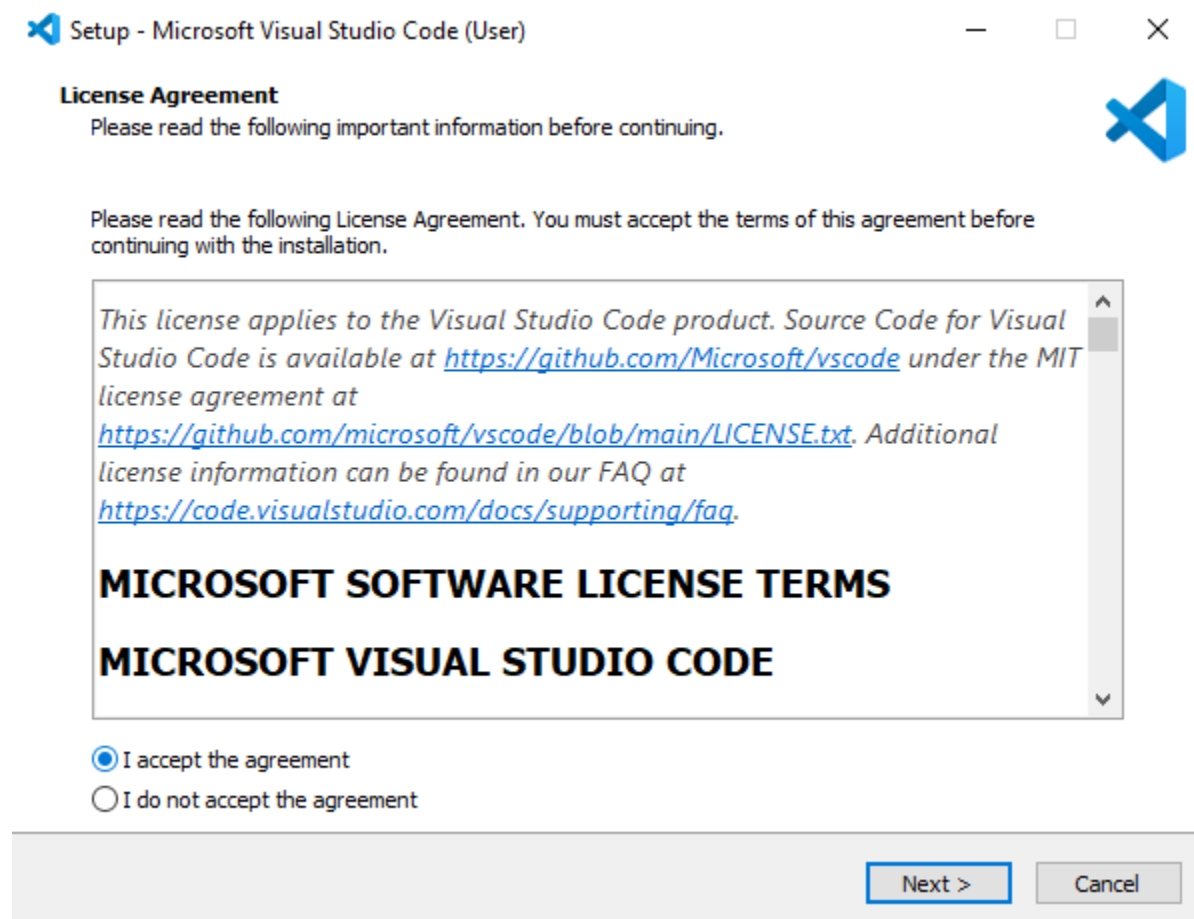 Setup - Microsoft Visual Studio Code (User)
License Agreement
Please read the following important information before continuing.
Please read the following License Agreement. You must accept the terms of this agreement before
continuing with the installation.
This license applies to the Visual Studio Code product. Source Code for Visual
Studio Code is available at https://github.com/Microsoft/vscode under the MIT
license agreement at
https://github.com/microsoft/vscode/blob/main/LICENSE.txt. Additional
license information can be found in our FAQ at
https://code.visualstudio.com/docs/supporting/faq.
MICROSOFT SOFTWARE LICENSE TERMS
MICROSOFT VISUAL STUDIO CODE
I accept the agreement
I do not accept the agreement
Next >
Cancel